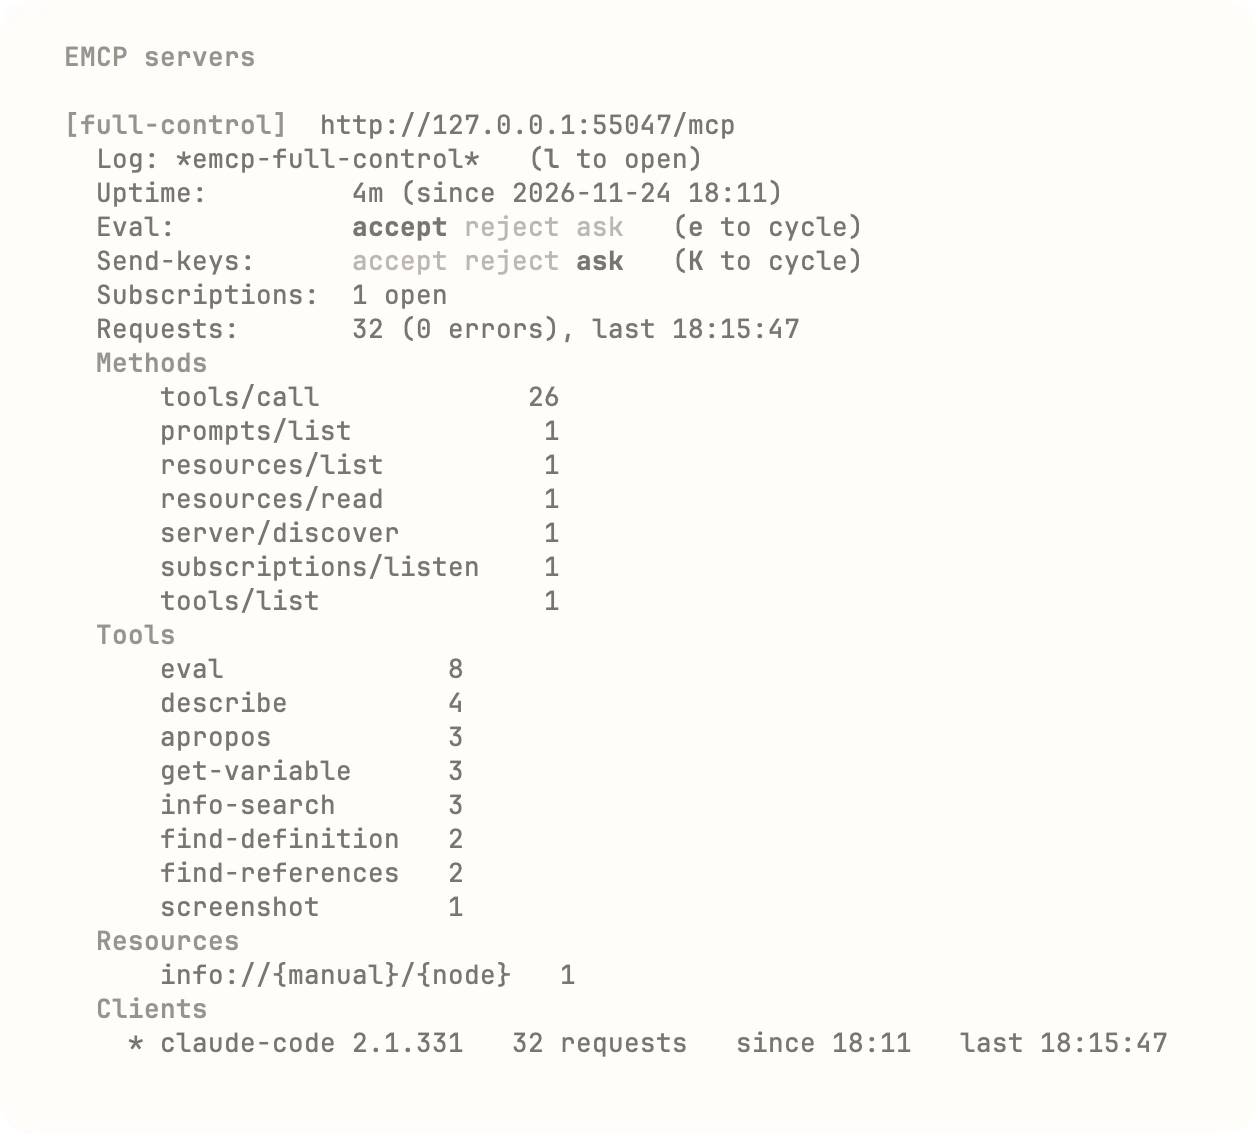 EMCP servers
[full-control]  http://127.0.0.1:55047/mcp
Log: *emcp-full-control*   (l to open)
Uptime:         4m (since 2026-11-24 18:11)
Eval:           accept reject ask   (e to cycle)
Send-keys:      accept reject ask   (K to cycle)
Subscriptions:  1 open
Requests:       32 (0 errors), last 18:15:47
Methods
tools/call             26
prompts/list            1
resources/list          1
resources/read          1
server/discover         1
subscriptions/listen    1
tools/list              1
Tools
eval              8
describe          4
apropos           3
get-variable      3
info-search       3
find-definition   2
find-references   2
screenshot        1
Resources
info://{manual}/{node}   1
Clients
* claude-code 2.1.331   32 requests   since 18:11   last 18:15:47